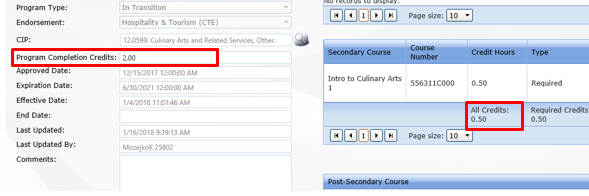 Program Type: In Transition
Endorsement: Hospitality & Tourism (CTE)
CIP: 12.0599: Culinary Arts and Related Services, Other.
Program Completion Credits: 2.00
Approved Date: 12/15/2017 12:00:00 AM
Expiration Date: 6/30/2021 12:00:00 AM
Effective Date: 1/4/2018 11:01:46 AM
End Date:
Last Updated: 1/16/2018 9:39:13 AM
Last Updated By: MozejkoK 25802
Comments:
No records to display.
1 Page size: 10
Secondary Course Course Number Credit Hours Type
Intro to Culinary Arts 1 556311C000 0.50 Required
All Credits: 0.50 Required Credits 0.50
1 Page size: 10
Post-Secondary Course